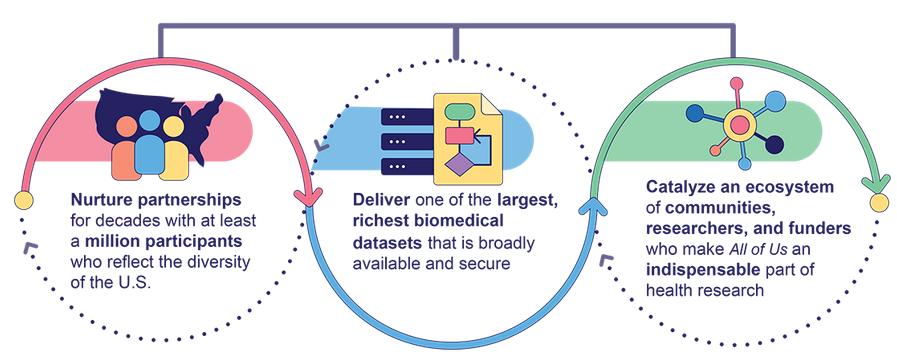 Nurture partnerships
for decades with at least
a million participants
who reflect the diversity
of the U.S.
Deliver one of the largest,
richest biomedical
datasets that is broadly
available and secure
Catalyze an ecosystem
of communities,
researchers, and funders
who make All of Us an
indispensable part of
health research